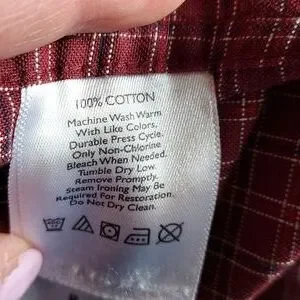 100% COTTON
Machine Wash Warm
With Like Colors.
Durable Press Cycle.
Only Non-Chlorine
Bleach When Needed.
Tumble Dry Low.
Remove Promptly.
Steam Ironing May Be
Required For Restoration.
Do Not Dry Clean.